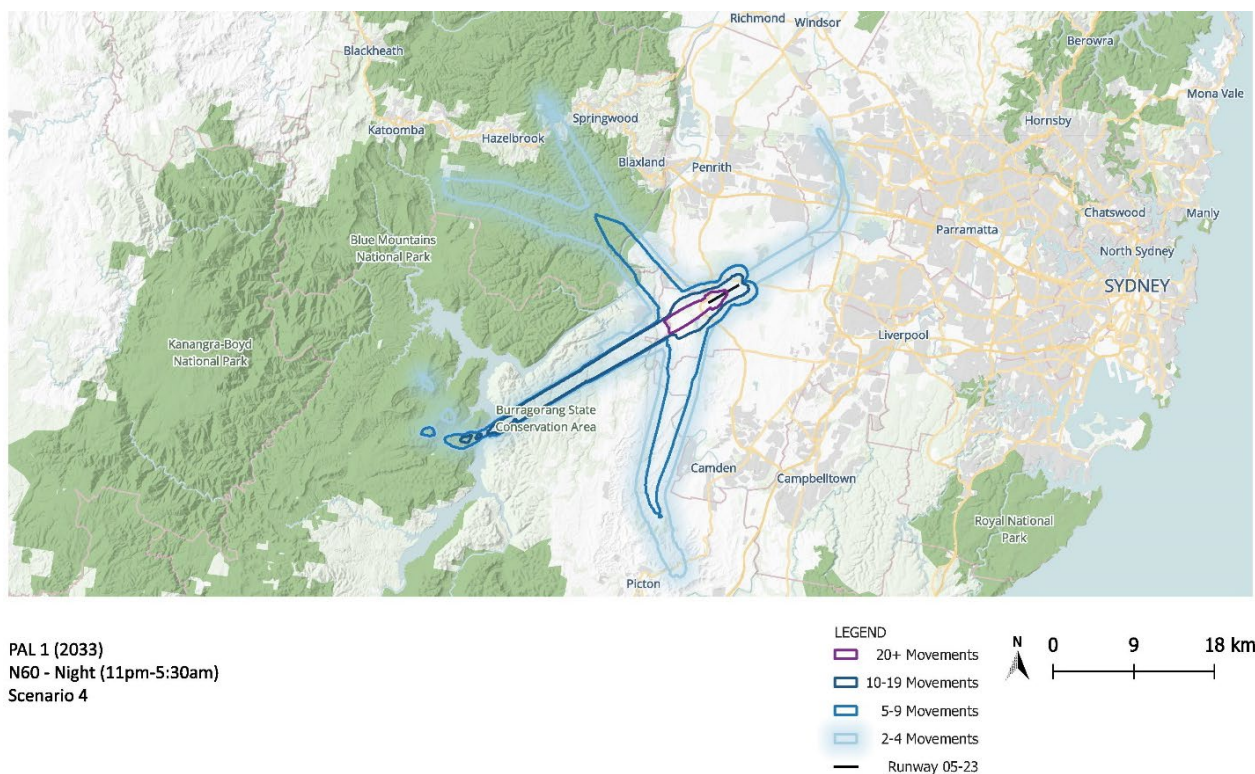 Richmond
Windsor
Berowra
Blackheath
Mona Vale
Springwood
Hornsby
Katoomba
Hazelbrook
Blaxland
Penrith
Chatswood
Manly
Parramatta
Blue Mountains
National Park
North Sydney
SYDNEY
Liverpool
Kanangra-Boyd
National Park
Burragorang State
Conservation Area
Camden
Campbelltown
Royal National
Park
Picton
PAL 1 (2033)
N60 - Night (11pm-5:30am)
Scenario 4
LEGEND
20+ Movements
10-19 Movements
5-9 Movements
2-4 Movements
Runway 05-23
N
0 9 18 km